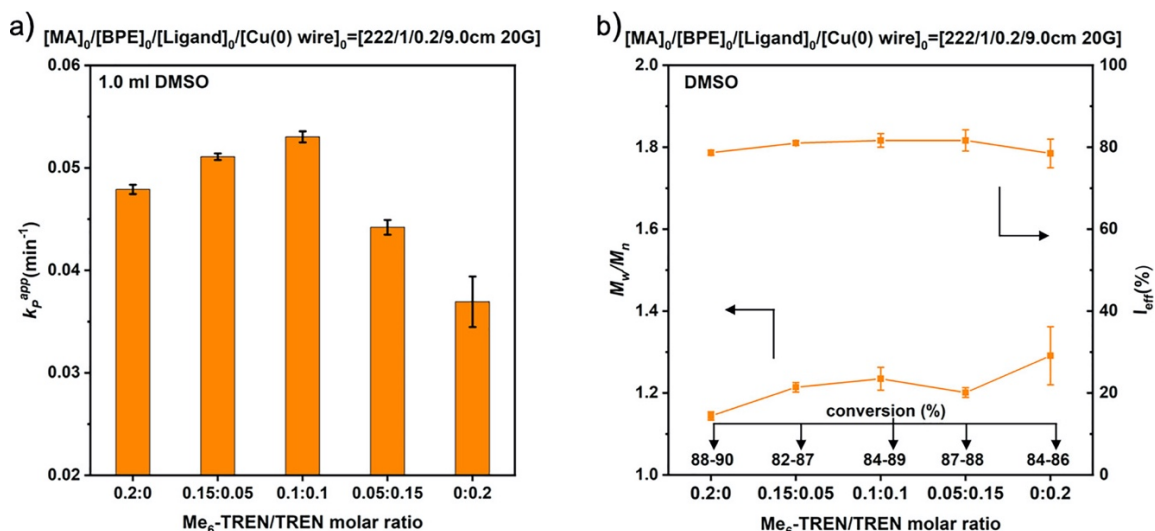 a)
[MA]0/[BPE]0/[Ligand]0/[Cu(0) wire]0=[222/1/0.2/9.0cm 20G]
1.0 ml DMSO
0.06
0.05
0.04
0.03
0.02
kp^app(min-1)
0.2:0 0.15:0.05 0.1:0.1 0.05:0.15 0:0.2
Me6-TREN/TREN molar ratio
b)
[MA]0/[BPE]0/[Ligand]0/[Cu(0) wire]0=[222/1/0.2/9.0cm 20G]
DMSO
2.0
1.8
1.6
1.4
1.2
1.0
Mw/Mn
100
80
60
40
20
0
Ieff(%)
conversion (%)
88-90 82-87 84-89 87-88 84-86
0.2:0 0.15:0.05 0.1:0.1 0.05:0.15 0:0.2
Me6-TREN/TREN molar ratio